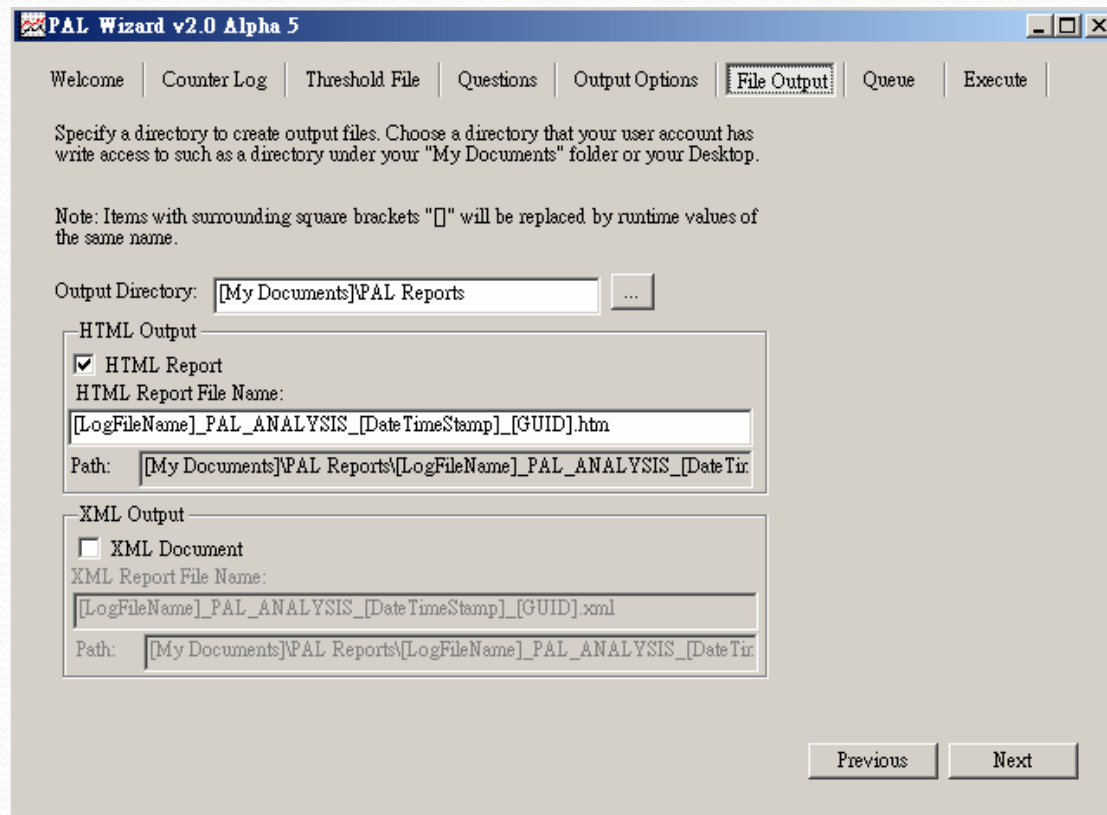 PAL Wizard v2.0 Alpha 5
Welcome Counter Log Threshold File Questions Output Options File Output Queue Execute
Specify a directory to create output files. Choose a directory that your user account has
write access to such as a directory under your "My Documents" folder or your Desktop.
Note: Items with surrounding square brackets "[]" will be replaced by runtime values of
the same name.
Output Directory: [My Documents]\PAL Reports ...
HTML Output
HTML Report
HTML Report File Name:
[LogFileName]_PAL_ANALYSIS_[DateTimeStamp]_[GUID].htm
Path: [My Documents]\PAL Reports\[LogFileName]_PAL_ANALYSIS_[DateTim
XML Output
XML Document
XML Report File Name:
[LogFileName]_PAL_ANALYSIS_[DateTimeStamp]_[GUID].xml
Path: [My Documents]\PAL Reports\[LogFileName]_PAL_ANALYSIS_[DateTim
Previous Next